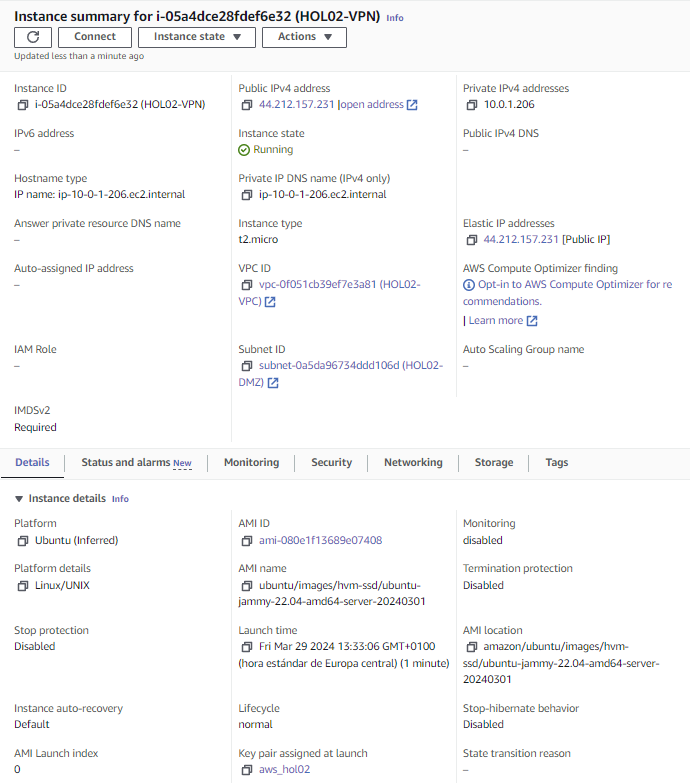 Instance summary for i-05a4dce28fdef6e32 (HOL02-VPN) Info
Connect
Instance state ▼
Actions ▼
Updated less than a minute ago
Instance ID
i-05a4dce28fdef6e32 (HOL02-VPN)
Public IPv4 address
44.212.157.231 |open address
Private IPv4 addresses
10.0.1.206
IPv6 address
–
Instance state
Running
Public IPv4 DNS
–
Hostname type
IP name: ip-10-0-1-206.ec2.internal
Private IP DNS name (IPv4 only)
ip-10-0-1-206.ec2.internal
Answer private resource DNS name
–
Instance type
t2.micro
Elastic IP addresses
44.212.157.231 [Public IP]
Auto-assigned IP address
–
VPC ID
vpc-0f051cb39ef7e3a81 (HOL02-
VPC)
AWS Compute Optimizer finding
Opt-in to AWS Compute Optimizer for re
commendations.
| Learn more
IAM Role
–
Subnet ID
subnet-0a5da96734ddd106d (HOL02-
DMZ)
Auto Scaling Group name
–
IMDSv2
Required
Details
Status and alarms New
Monitoring
Security
Networking
Storage
Tags
▼ Instance details Info
Platform
Ubuntu (Inferred)
AMI ID
ami-080e1f13689e07408
Monitoring
disabled
Platform details
Linux/UNIX
AMI name
ubuntu/images/hvm-ssd/ubuntu-
jammy-22.04-amd64-server-20240301
Termination protection
Disabled
Stop protection
Disabled
Launch time
Fri Mar 29 2024 13:33:06 GMT+0100
(hora estándar de Europa central) (1 minute)
AMI location
amazon/ubuntu/images/hvm-
ssd/ubuntu-jammy-22.04-amd64-server-
20240301
Instance auto-recovery
Default
Lifecycle
normal
Stop-hibernate behavior
Disabled
AMI Launch index
0
Key pair assigned at launch
aws_hol02
State transition reason
–